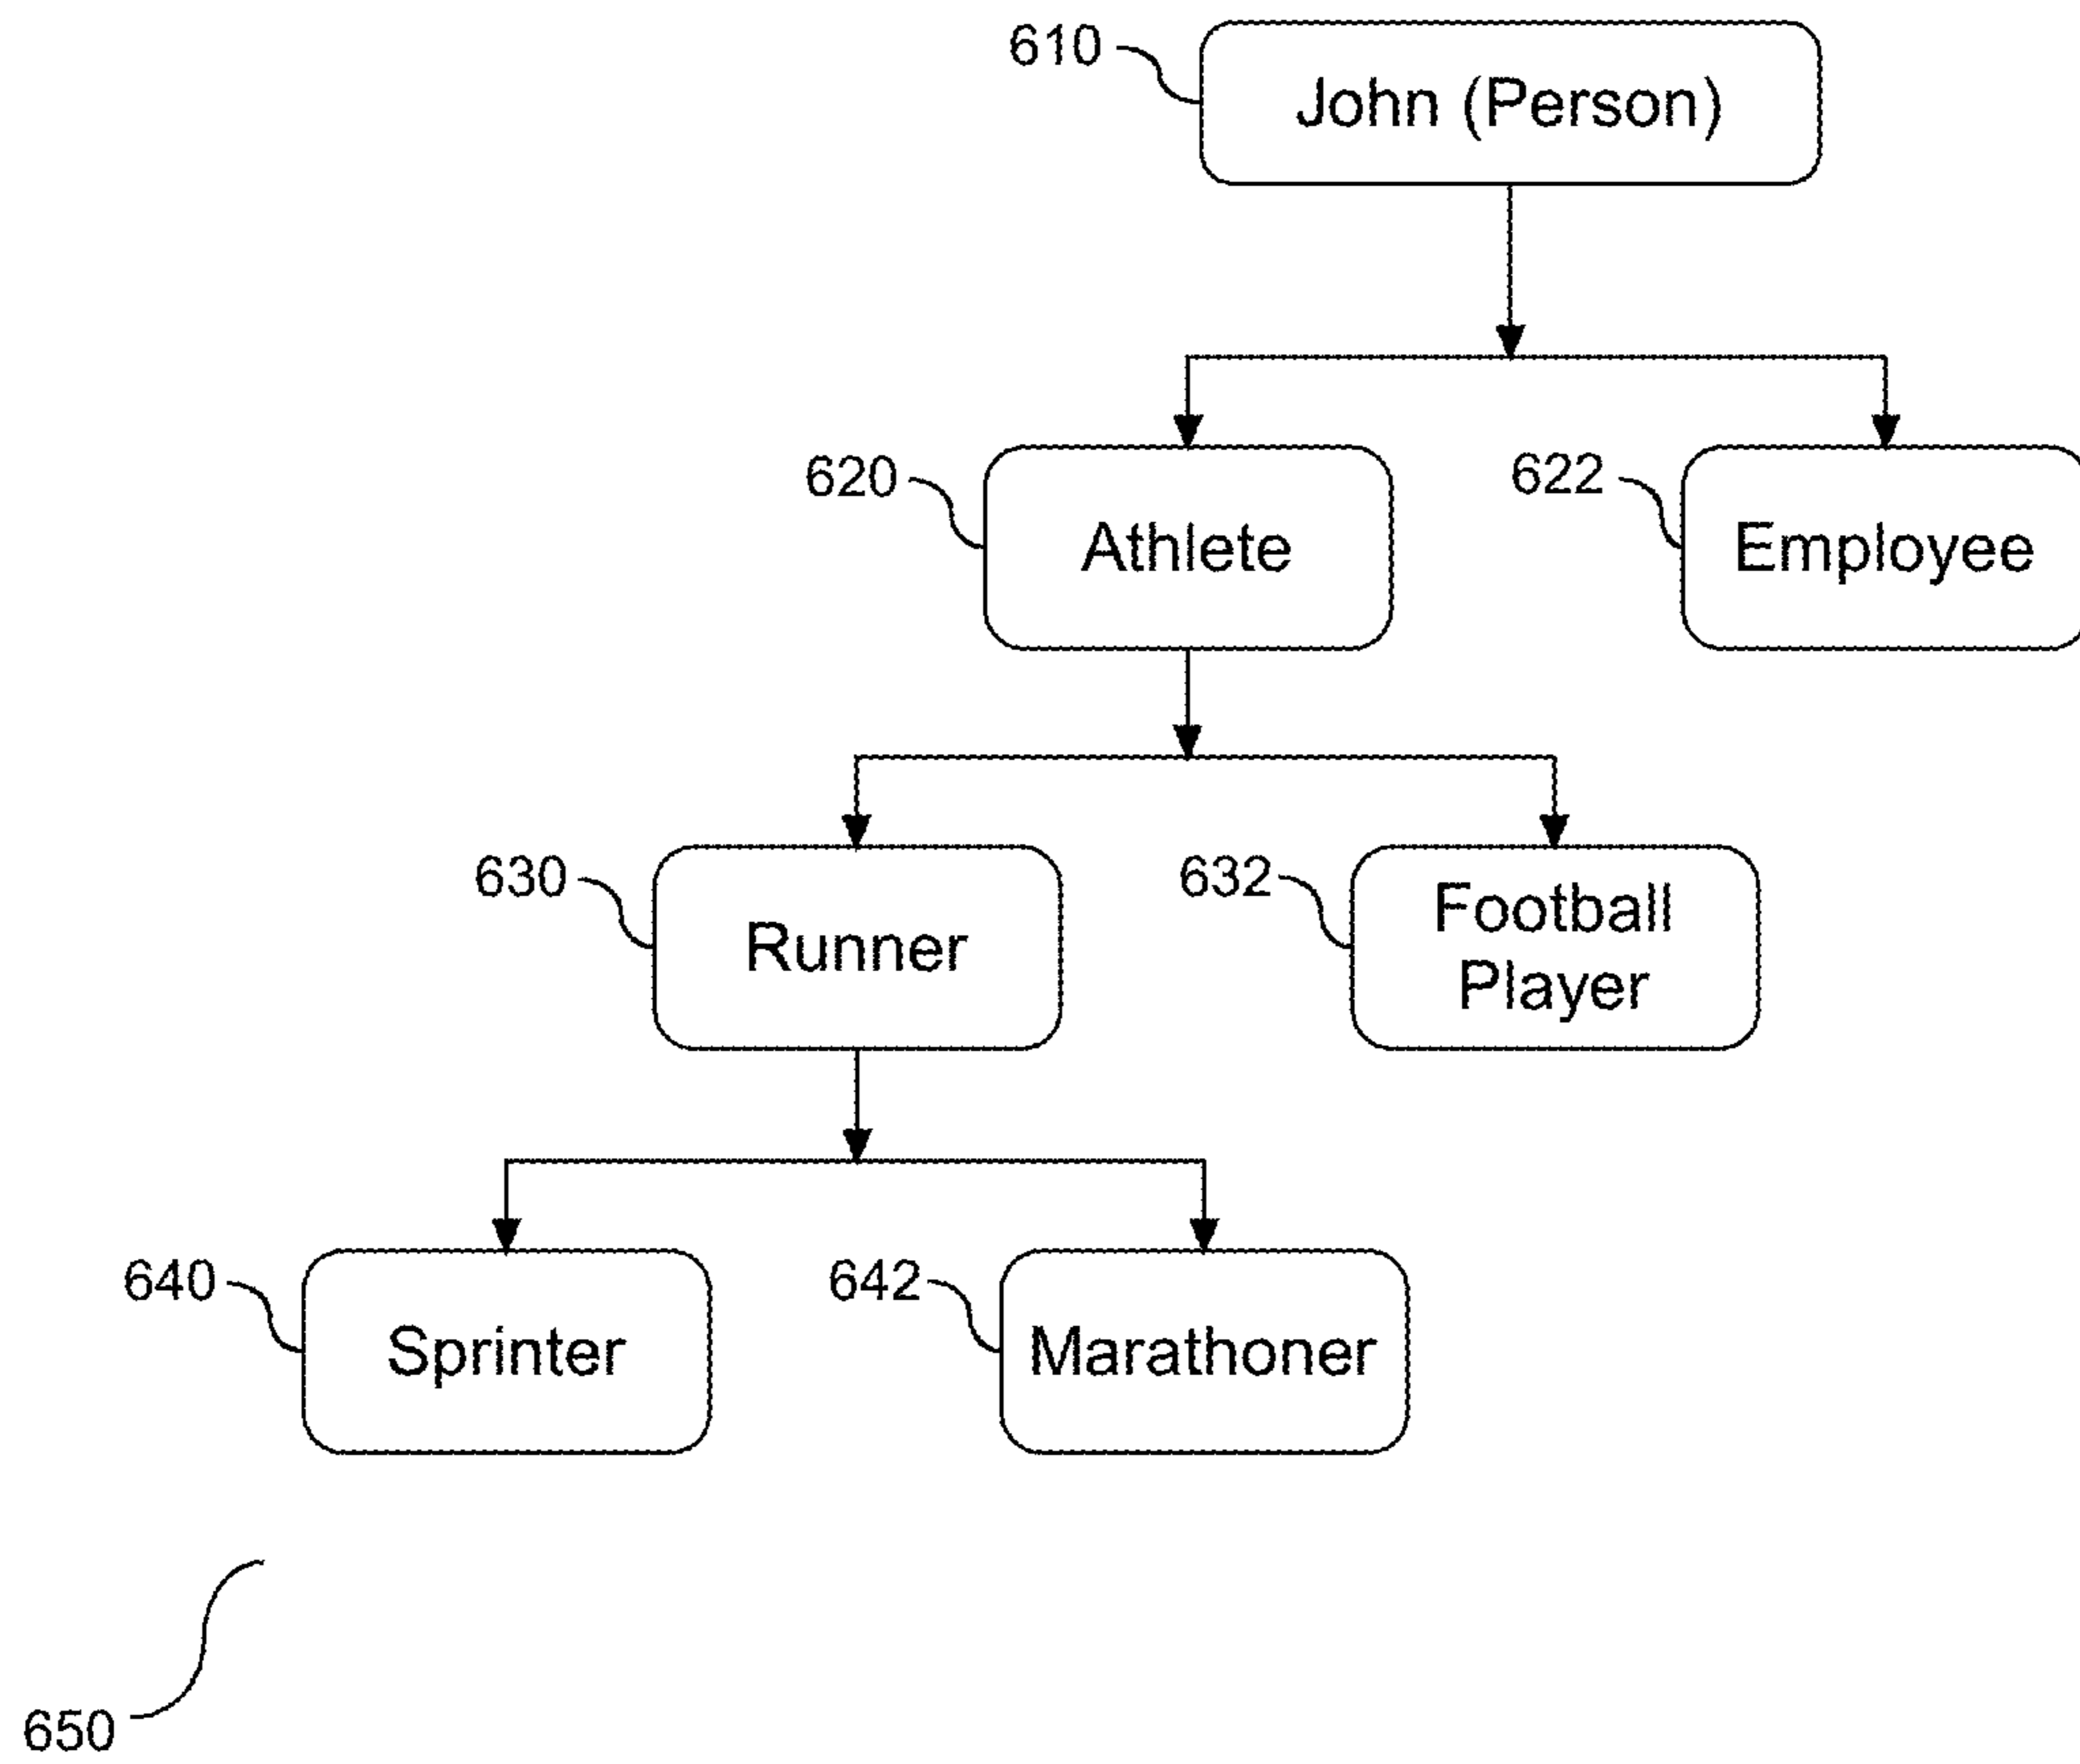 610
John (Person)
620
Athlete
622
Employee
630
Runner
632
Football
Player
640
Sprinter
642
Marathoner
650